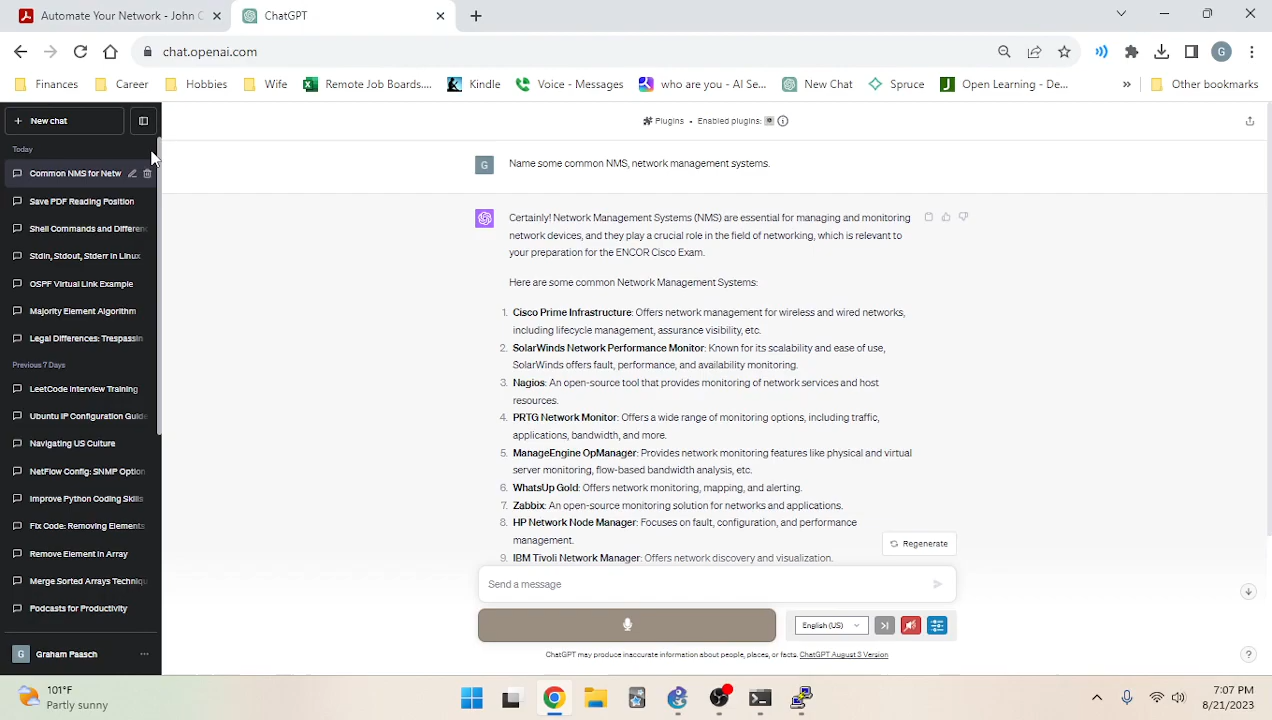 Automate Your Network - John C
ChatGPT
chat.openai.com
G
Finances
Career
Hobbies
Wife
Remote Job Boards....
Kindle
Voice - Messages
who are you - AI Se...
New Chat
Spruce
Open Learning - De...
»
Other bookmarks
+ New chat
Plugins • Enabled plugins:
Today
Common NMS for Netw
Save PDF Reading Position
Shell Commands and Differenc
Stdin, Stdout, Stderr in Linux
OSPF Virtual Link Example
Majority Element Algorithm
Legal Differences: Trespassin
Previous 7 Days
LeetCode Interview Training
Ubuntu IP Configuration Guide
Navigating US Culture
NetFlow Config: SNMP Option
Improve Python Coding Skills
Fix Code: Removing Elements
Remove Element in Array
Merge Sorted Arrays Techniqu
Podcasts for Productivity
G Graham Paasch ...
G Name some common NMS, network management systems.
Certainly! Network Management Systems (NMS) are essential for managing and monitoring
network devices, and they play a crucial role in the field of networking, which is relevant to
your preparation for the ENCOR Cisco Exam.
Here are some common Network Management Systems:
1. Cisco Prime Infrastructure: Offers network management for wireless and wired networks,
including lifecycle management, assurance visibility, etc.
2. SolarWinds Network Performance Monitor: Known for its scalability and ease of use,
SolarWinds offers fault, performance, and availability monitoring.
3. Nagios: An open-source tool that provides monitoring of network services and host
resources.
4. PRTG Network Monitor: Offers a wide range of monitoring options, including traffic,
applications, bandwidth, and more.
5. ManageEngine OpManager: Provides network monitoring features like physical and virtual
server monitoring, flow-based bandwidth analysis, etc.
6. WhatsUp Gold: Offers network monitoring, mapping, and alerting.
7. Zabbix: An open-source monitoring solution for networks and applications.
8. HP Network Node Manager: Focuses on fault, configuration, and performance
management.
9. IBM Tivoli Network Manager: Offers network discovery and visualization.
Regenerate
Send a message
English (US)
ChatGPT may produce inaccurate information about people, places, or facts. ChatGPT August 3 Version
?
101°F
Partly sunny
7:07 PM
8/21/2023